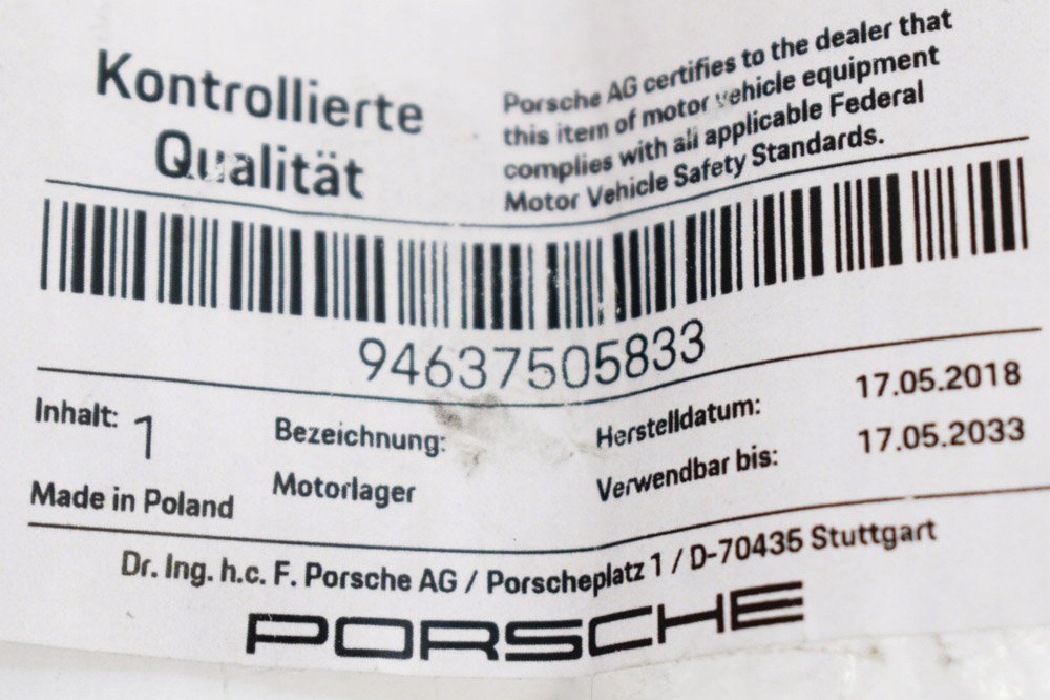 Kontrollierte
Qualität
Porsche AG certifies to the dealer that
this item of motor vehicle equipment
complies with all applicable Federal
Motor Vehicle Safety Standards.
94637505833
Inhalt: 1
Made in Poland
Bezeichnung:
Motorlager
Herstelldatum: 17.05.2018
Verwendbar bis: 17.05.2033
Dr. Ing. h.c. F. Porsche AG / Porscheplatz 1 / D-70435 Stuttgart
PORSCHE